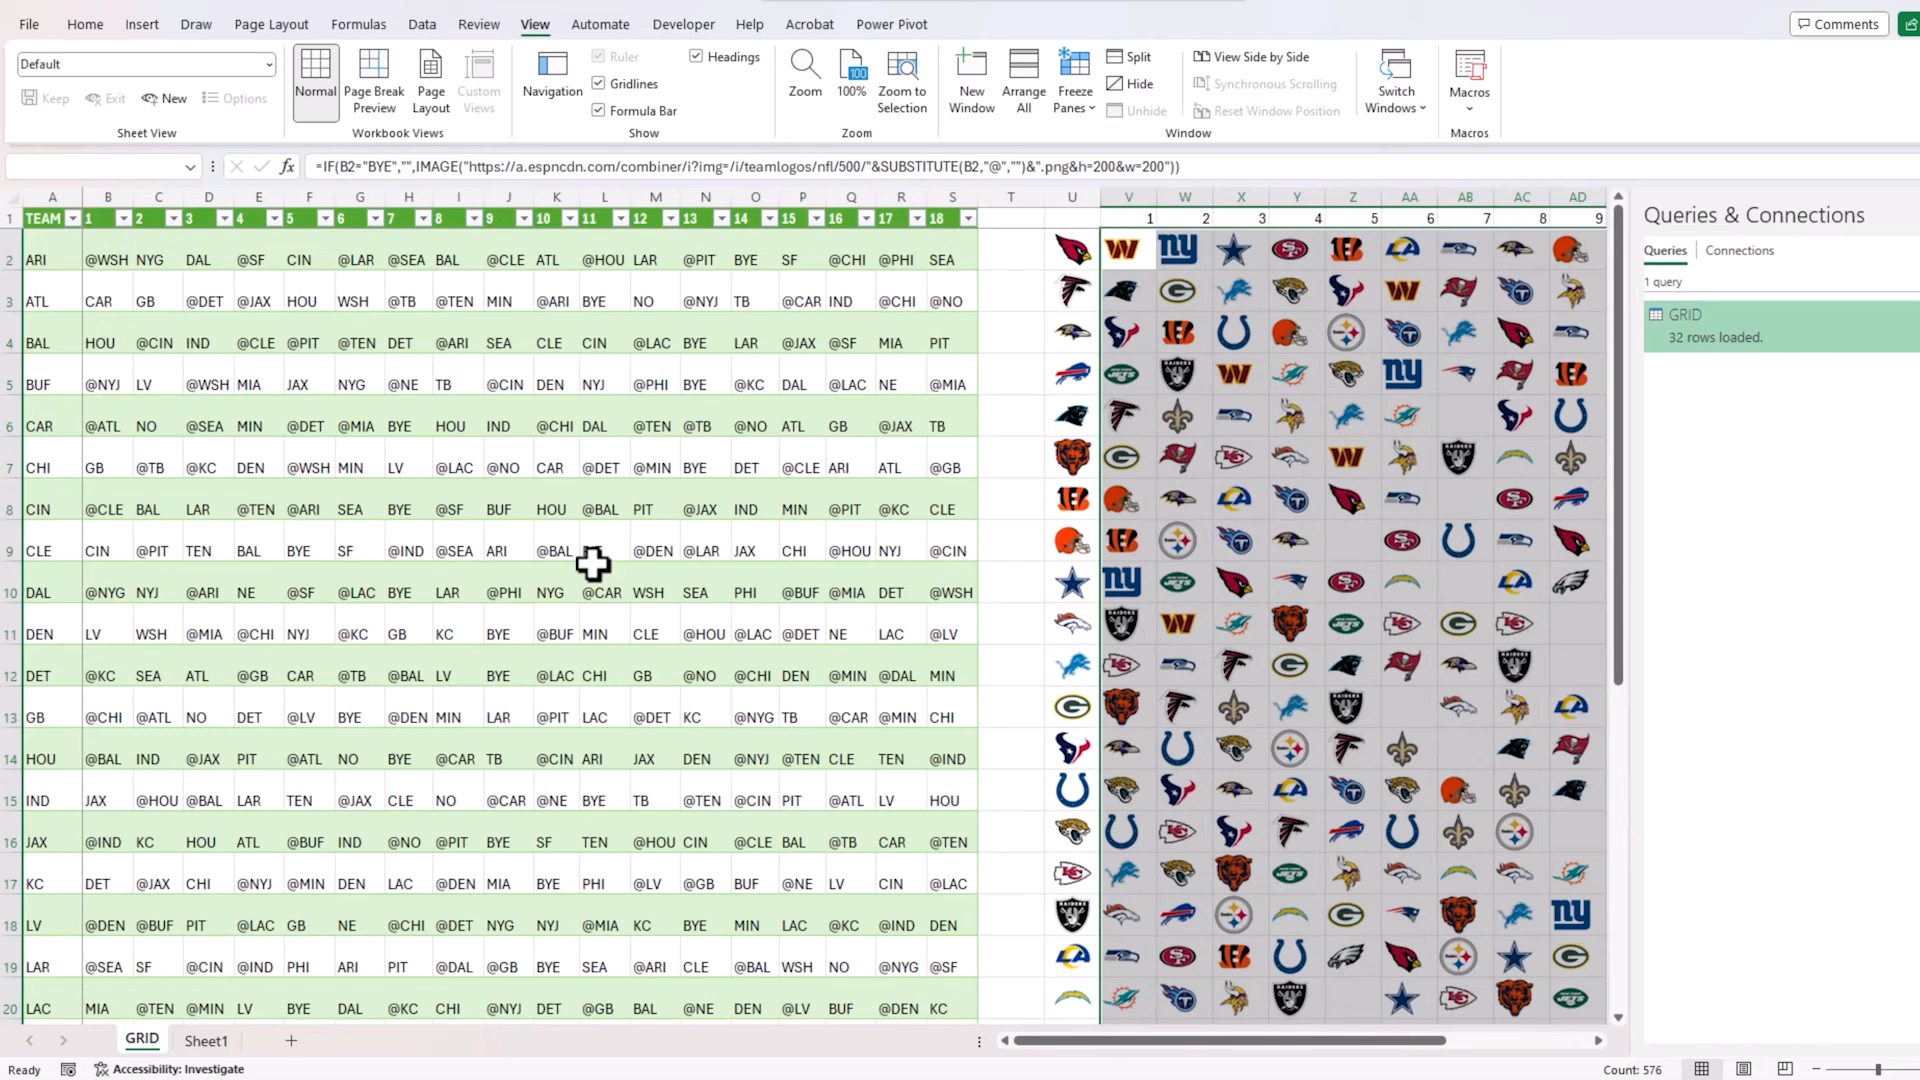 File Home Insert Draw Page Layout Formulas Data Review View Automate Developer Help Acrobat Power Pivot Comments
Default
Keep Exit New Options
Sheet View
Normal Page Break Preview Page Layout Custom Views
Workbook Views
Navigation
Ruler Headings
Gridlines
Formula Bar
Show
Zoom 100% Zoom to Selection
Zoom
New Window Arrange All Freeze Panes
Split View Side by Side
Hide Synchronous Scrolling
Unhide Reset Window Position
Switch Windows
Window
Macros
Macros
fx =IF(B2="BYE","",IMAGE("https://a.espncdn.com/combiner/i?img=/i/teamlogos/nfl/500/"&SUBSTITUTE(B2,"@","")&".png&h=200&w=200"))
A B C D E F G H I J K L M N O P Q R S T U V W X Y Z AA AB AC AD
1 TEAM 1 2 3 4 5 6 7 8 9 10 11 12 13 14 15 16 17 18 1 2 3 4 5 6 7 8 9
2 ARI @WSH NYG DAL @SF CIN @LAR @SEA BAL @CLE ATL @HOU LAR @PIT BYE SF @CHI @PHI SEA
3 ATL CAR GB @DET @JAX HOU WSH @TB @TEN MIN @ARI BYE NO @NYJ TB @CAR IND @CHI @NO
4 BAL HOU @CIN IND @CLE @PIT @TEN DET @ARI SEA CLE CIN @LAC BYE LAR @JAX @SF MIA PIT
5 BUF @NYJ LV @WSH MIA JAX NYG @NE TB @CIN DEN NYJ @PHI BYE @KC DAL @LAC NE @MIA
6 CAR @ATL NO @SEA MIN @DET @MIA BYE HOU IND @CHI DAL @TEN @TB @NO ATL GB @JAX TB
7 CHI GB @TB @KC DEN @WSH MIN LV @LAC @NO CAR @DET @MIN BYE DET @CLE ARI ATL @GB
8 CIN @CLE BAL LAR @TEN @ARI SEA BYE @SF BUF HOU @BAL PIT @JAX IND MIN @PIT @KC CLE
9 CLE CIN @PIT TEN BAL BYE SF @IND @SEA ARI @BAL @DEN @LAR JAX CHI @HOU NYJ @CIN
10 DAL @NYG NYJ @ARI NE @SF @LAC BYE LAR @PHI NYG @CAR WSH SEA PHI @BUF @MIA DET @WSH
11 DEN LV WSH @MIA @CHI NYJ @KC GB KC BYE @BUF MIN CLE @HOU @LAC @DET NE LAC @LV
12 DET @KC SEA ATL @GB CAR @TB @BAL LV BYE @LAC CHI GB @NO @CHI DEN @MIN @DAL MIN
13 GB @CHI @ATL NO DET @LV BYE @DEN MIN LAR @PIT LAC @DET KC @NYG TB @CAR @MIN CHI
14 HOU @BAL IND @JAX PIT @ATL NO BYE @CAR TB @CIN ARI JAX DEN @NYJ @TEN CLE TEN @IND
15 IND JAX @HOU @BAL LAR TEN @JAX CLE NO @CAR @NE BYE TB @TEN @CIN PIT @ATL LV HOU
16 JAX @IND KC HOU ATL @BUF IND @NO @PIT BYE SF TEN @HOU CIN @CLE BAL @TB CAR @TEN
17 KC DET @JAX CHI @NYJ @MIN DEN LAC @DEN MIA BYE PHI @LV @GB BUF @NE LV CIN @LAC
18 LV @DEN @BUF PIT @LAC GB NE @CHI @DET NYG NYJ @MIA KC BYE MIN LAC @KC @IND DEN
19 LAR @SEA SF @CIN @IND PHI ARI PIT @DAL @GB BYE SEA @ARI CLE @BAL WSH NO @NYG @SF
20 LAC MIA @TEN @MIN LV BYE DAL @KC CHI @NYJ DET @GB BAL @NE DEN @LV BUF @DEN KC
Queries & Connections
Queries Connections
1 query
GRID
32 rows loaded.
GRID Sheet1
Ready Accessibility: Investigate Count: 576